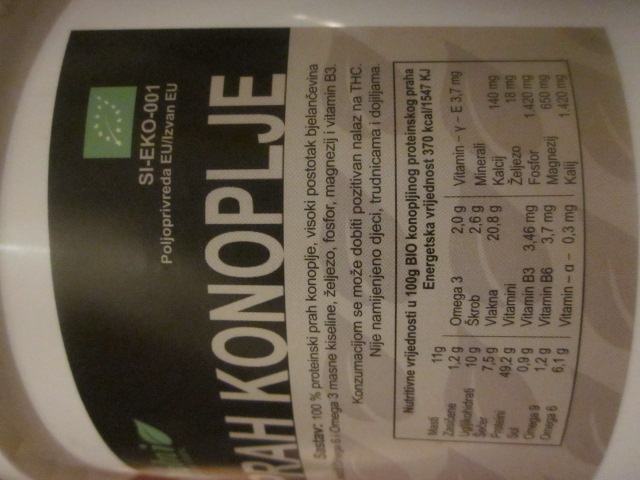 SI-EKO-001
Poljoprivreda EU/Izvan EU
PRAH KONOPLJE
Sastav: 100 % proteinski prah konoplje, visoki postotak bjelančevina
Omega 3 masne kiseline, željezo, fosfor, magnezij i vitamin B3.
Konzumacijom se može dobiti pozitivan nalaz na THC.
Nije namijenjeno djeci, trudnicama i dojiljama.
Nutritivne vrijednosti u 100g BIO konopljinog proteinskog praha
Energetska vrijednost 370 kcal/1547 KJ
Masti 11g
Zasićene 1,2 g
Ugljikohidrati 10 g
Šećer 7,5 g
Proteini 49,2 g
Sol 0,9 g
Omega 9 1,2 g
Omega 6 6,1 g
Omega 3 2,0 g
Škrob 2,6 g
Vlakna 20,8 g
Vitamini
Vitamin B3 3,46 mg
Vitamin B6 3,7 mg
Vitamin – α – 0,3 mg
Vitamin – γ – E 3,7 mg
Minerali
Kalcij 140 mg
Željezo 18 mg
Fosfor 1.420 mg
Magnezij 650 mg
Kalij 1.420 mg